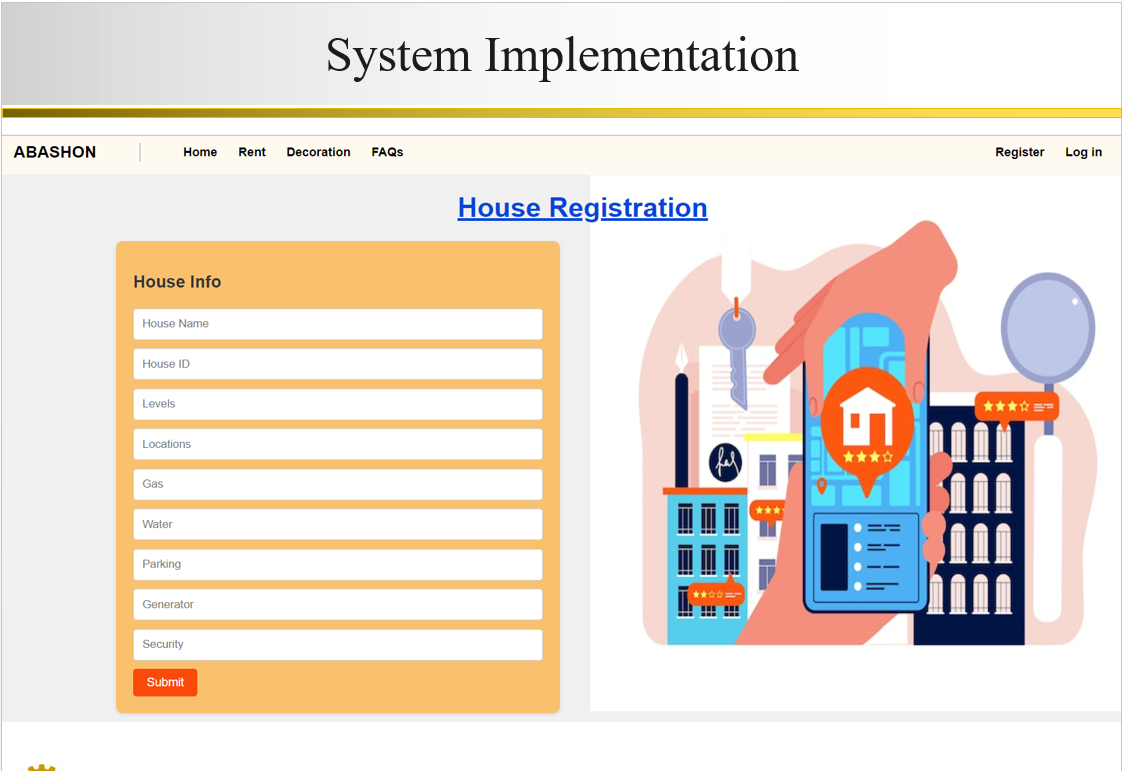 System Implementation
ABASHON Home Rent Decoration FAQs Register Log in
House Registration
House Info
House Name
House ID
Levels
Locations
Gas
Water
Parking
Generator
Security
Submit